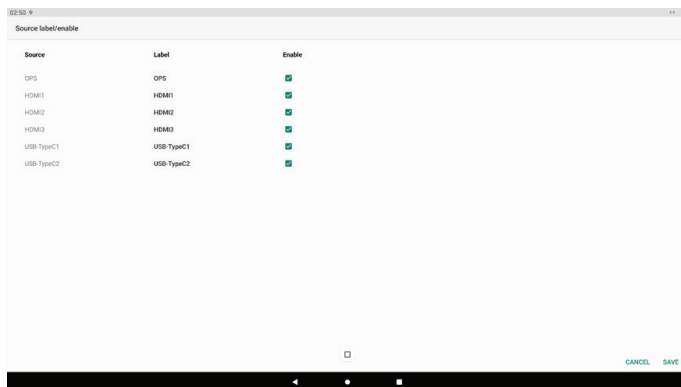 02:50
Source label/enable
Source Label Enable
OPS OPS
HDMI1 HDMI1
HDMI2 HDMI2
HDMI3 HDMI3
USB-TypeC1 USB-TypeC1
USB-TypeC2 USB-TypeC2
CANCEL SAVE